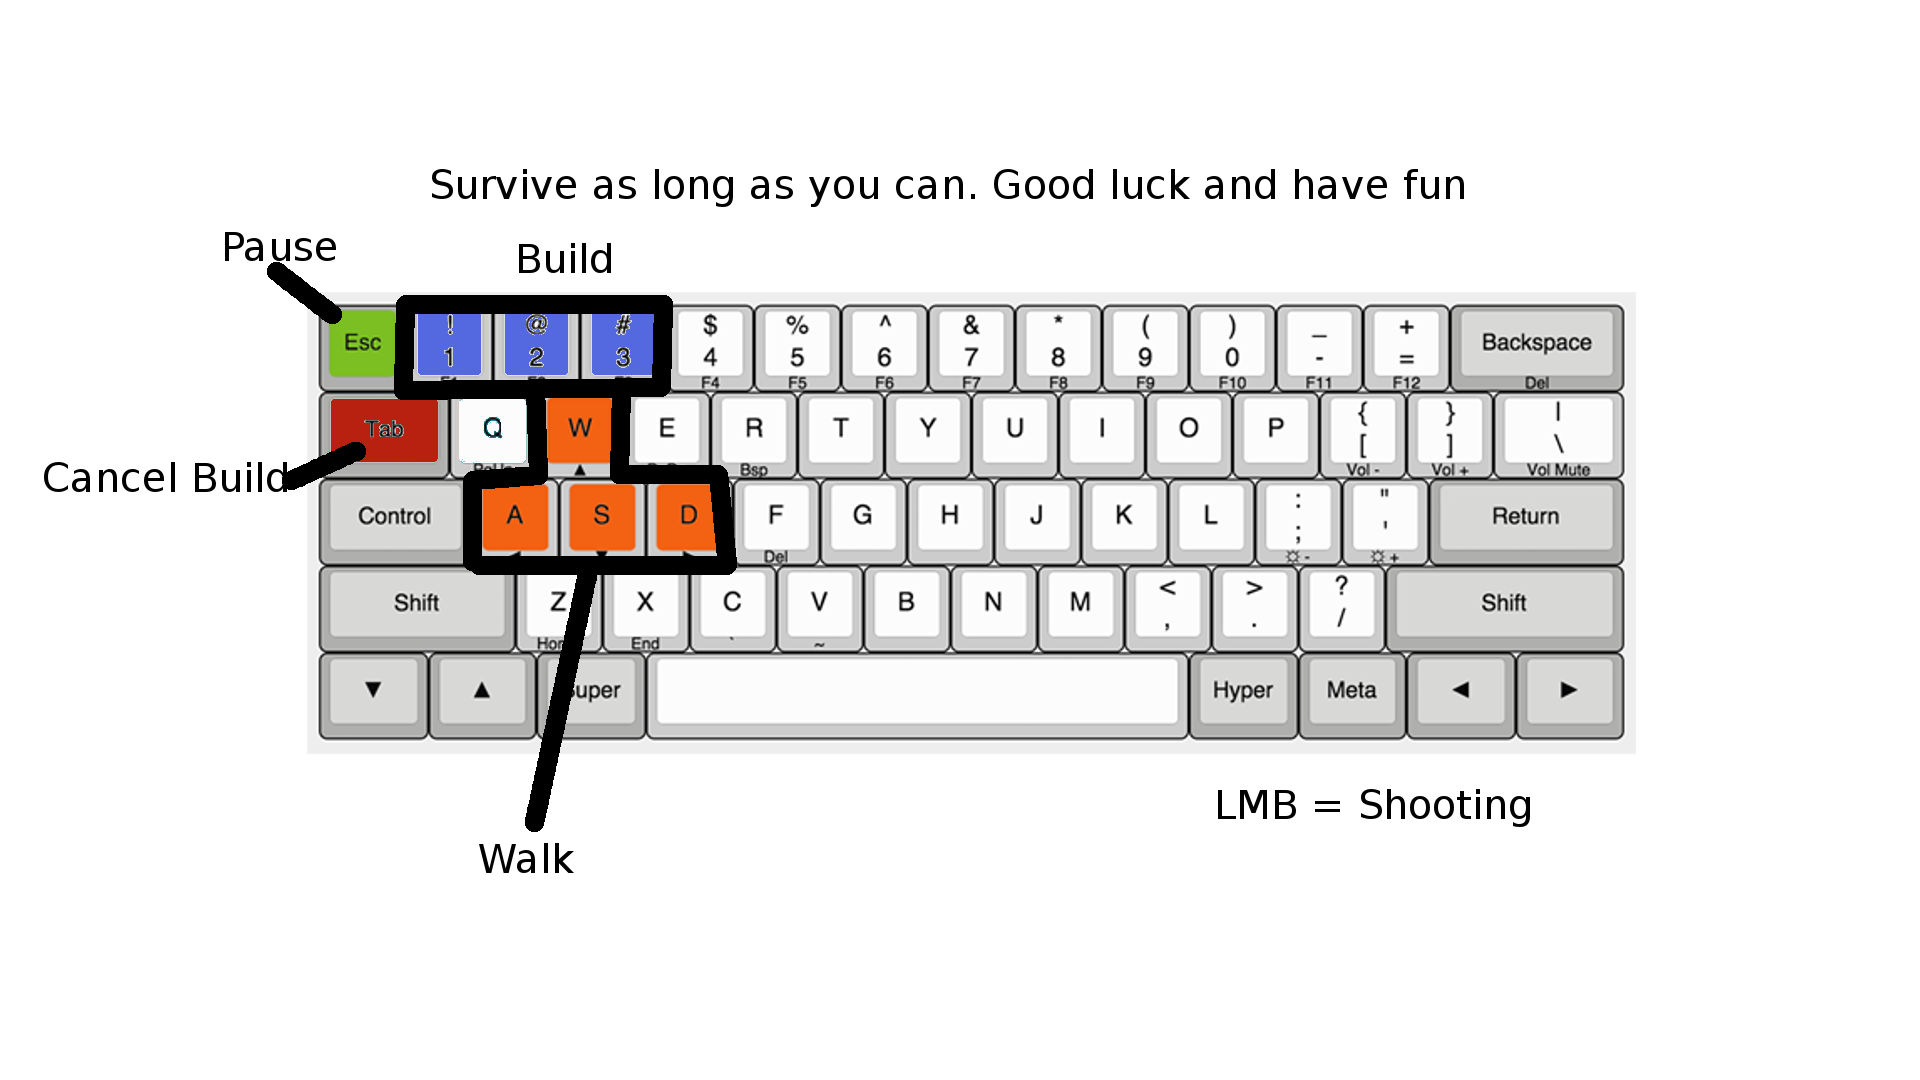 Survive as long as you can. Good luck and have fun
Pause
Build
Esc ! 1 @ 2 # 3 $ 4 % 5 ^ 6 & 7 * 8 ( 9 ) 0 _ - + = Backspace
F4 F5 F6 F7 F8 F9 F10 F11 F12 Del
Tab Q W E R T Y U I O P { [ } ] | \
Bsp Vol - Vol + Vol Mute
Cancel Build
Control A S D F G H J K L : ; " ' Return
Del
Shift Z X C V B N M < , > . ? / Shift
End ` ~
Hyper Meta
LMB = Shooting
Walk